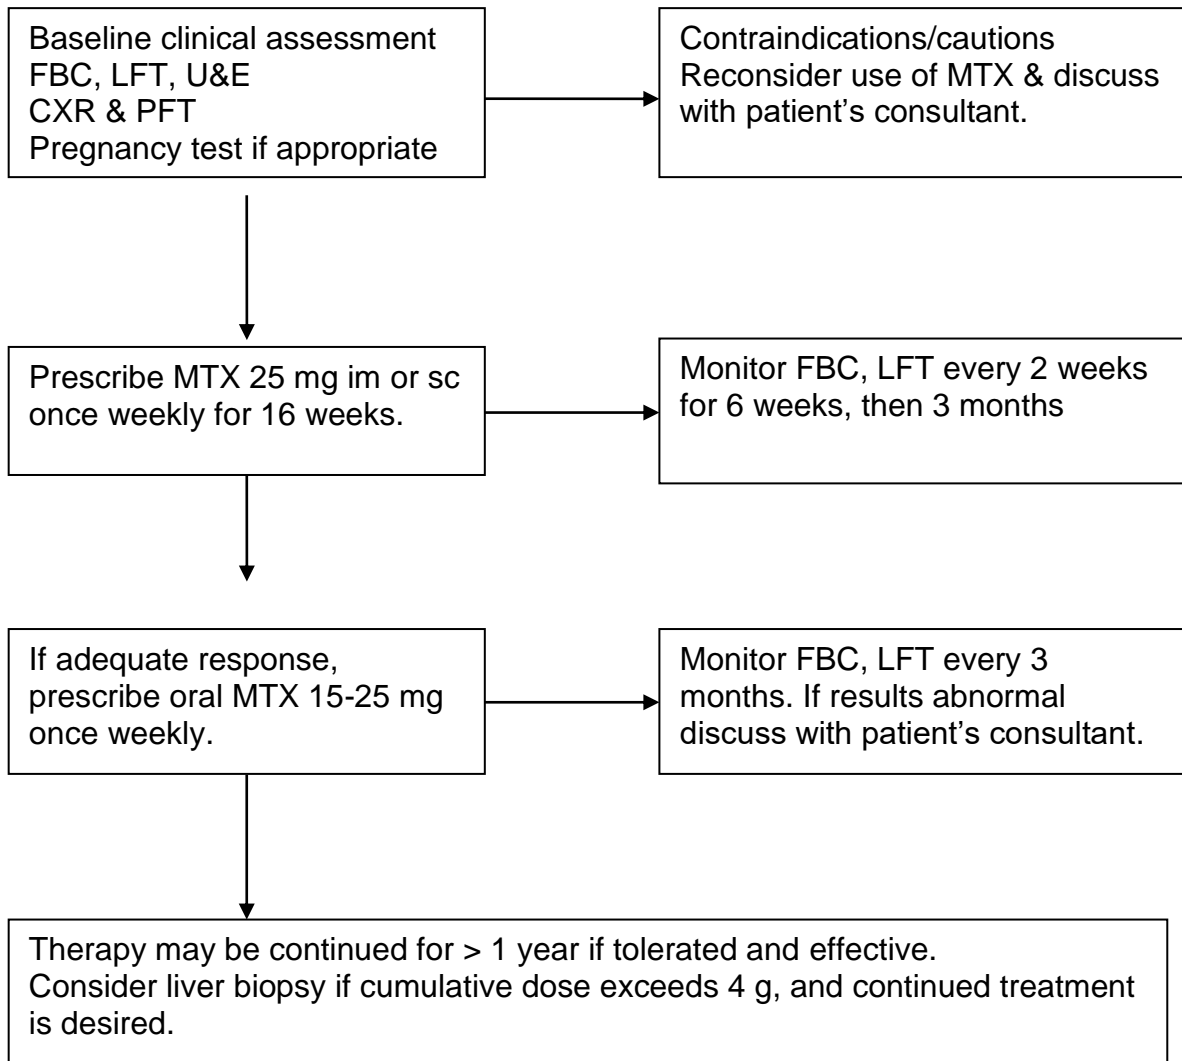 Baseline clinical assessment
FBC, LFT, U&E
CXR & PFT
Pregnancy test if appropriate
Contraindications/cautions
Reconsider use of MTX & discuss
with patient’s consultant.
Prescribe MTX 25 mg im or sc
once weekly for 16 weeks.
Monitor FBC, LFT every 2 weeks
for 6 weeks, then 3 months
If adequate response,
prescribe oral MTX 15-25 mg
once weekly.
Monitor FBC, LFT every 3
months. If results abnormal
discuss with patient’s consultant.
Therapy may be continued for > 1 year if tolerated and effective.
Consider liver biopsy if cumulative dose exceeds 4 g, and continued treatment
is desired.